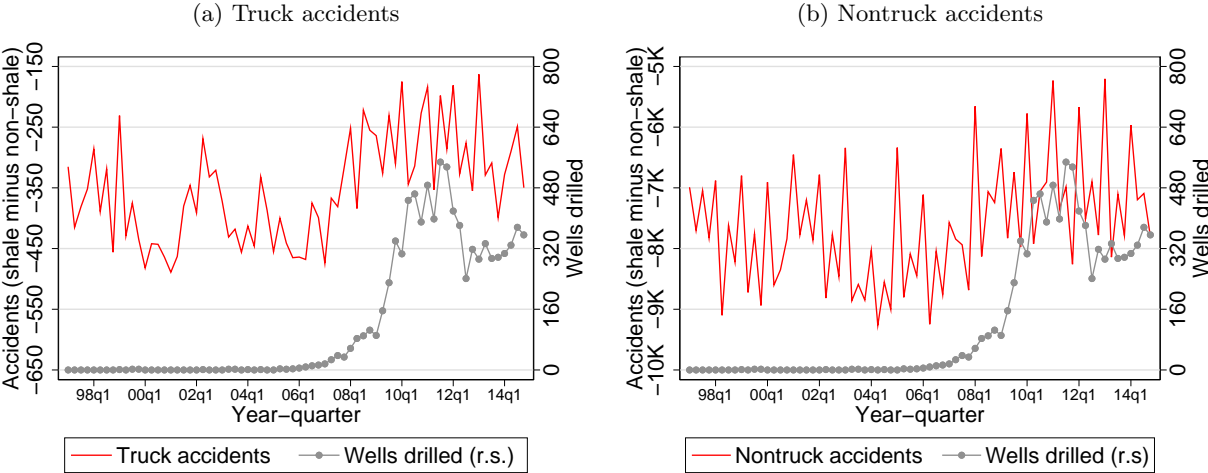 (a) Truck accidents
Accidents (shale minus non−shale)
−150
−250
−350
−450
−550
−650
800
640
480
320
160
0
Wells drilled
98q1 00q1 02q1 04q1 06q1 08q1 10q1 12q1 14q1
Year−quarter
Truck accidents Wells drilled (r.s.)
(b) Nontruck accidents
Accidents (shale minus non−shale)
−5K
−6K
−7K
−8K
−9K
−10K
800
640
480
320
160
0
Wells drilled
98q1 00q1 02q1 04q1 06q1 08q1 10q1 12q1 14q1
Year−quarter
Nontruck accidents Wells drilled (r.s)